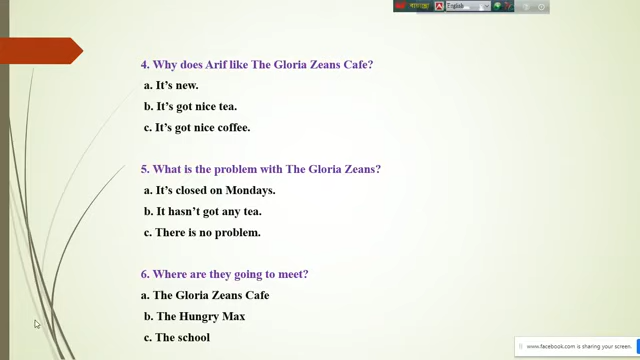 English
4. Why does Arif like The Gloria Zeans Cafe?
a. It's new.
b. It's got nice tea.
c. It's got nice coffee.
5. What is the problem with The Gloria Zeans?
a. It's closed on Mondays.
b. It hasn't got any tea.
c. There is no problem.
6. Where are they going to meet?
a. The Gloria Zeans Cafe
b. The Hungry Max
c. The school
www.facebook.com is sharing your screen.